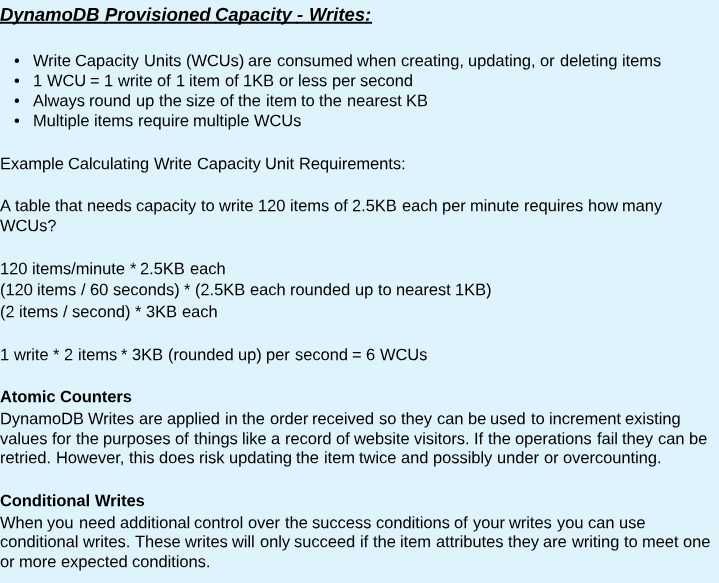 DynamoDB Provisioned Capacity - Writes:
• Write Capacity Units (WCUs) are consumed when creating, updating, or deleting items
• 1 WCU = 1 write of 1 item of 1KB or less per second
• Always round up the size of the item to the nearest KB
• Multiple items require multiple WCUs
Example Calculating Write Capacity Unit Requirements:
A table that needs capacity to write 120 items of 2.5KB each per minute requires how many
WCUs?
120 items/minute * 2.5KB each
(120 items / 60 seconds) * (2.5KB each rounded up to nearest 1KB)
(2 items / second) * 3KB each
1 write * 2 items * 3KB (rounded up) per second = 6 WCUs
Atomic Counters
DynamoDB Writes are applied in the order received so they can be used to increment existing
values for the purposes of things like a record of website visitors. If the operations fail they can be
retried. However, this does risk updating the item twice and possibly under or overcounting.
Conditional Writes
When you need additional control over the success conditions of your writes you can use
conditional writes. These writes will only succeed if the item attributes they are writing to meet one
or more expected conditions.